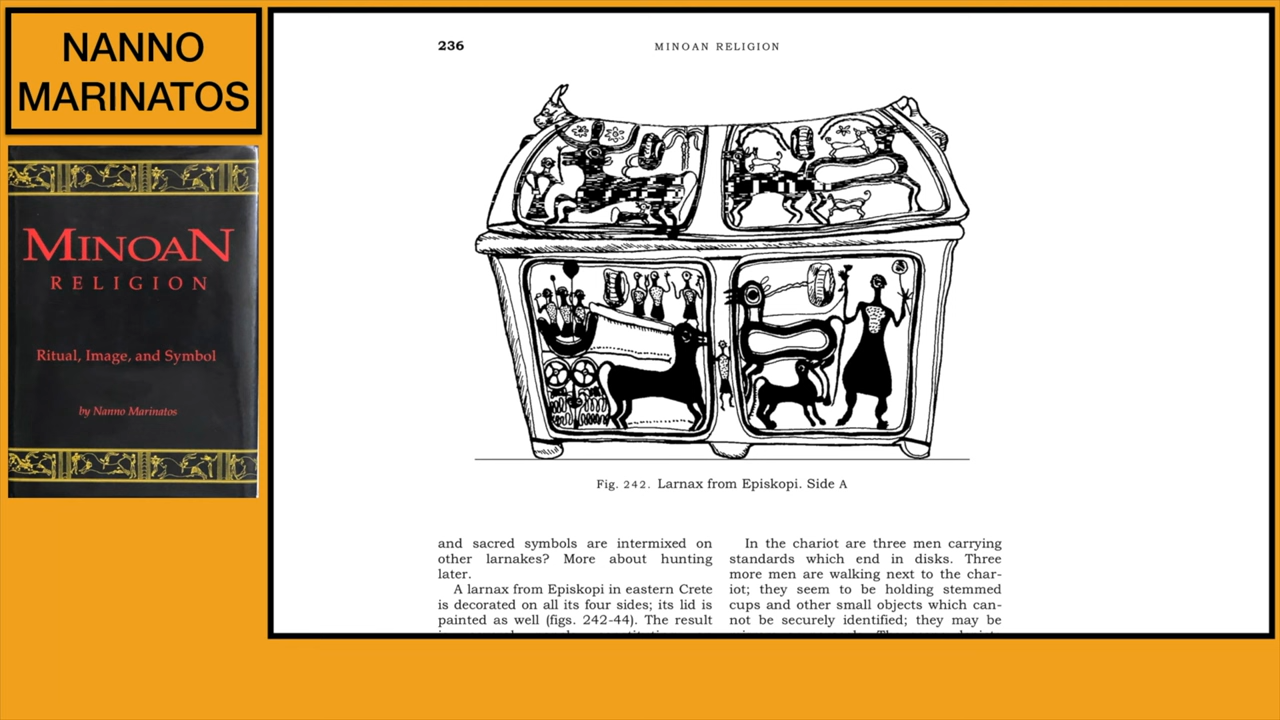 NANNO
MARINATOS
MINOAN
RELIGION
Ritual, Image, and Symbol
by Nanno Marinatos
236
MINOAN RELIGION
Fig. 242. Larnax from Episkopi. Side A
and sacred symbols are intermixed on
other larnakes? More about hunting
later.
A larnax from Episkopi in eastern Crete
is decorated on all its four sides; its lid is
painted as well (figs. 242-44). The result
In the chariot are three men carrying
standards which end in disks. Three
more men are walking next to the char-
iot; they seem to be holding stemmed
cups and other small objects which can-
not be securely identified; they may be